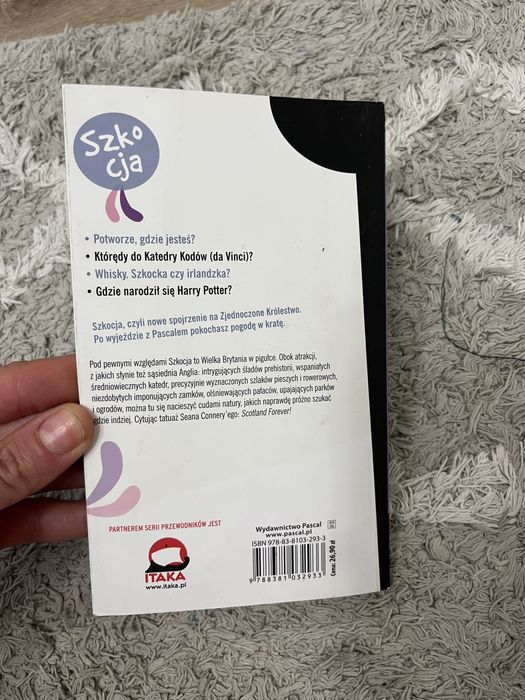 Szko
cja
• Potworze, gdzie jesteś?
• Którędy do Katedry Kodów (da Vinci)?
• Whisky. Szkocka czy irlandzka?
• Gdzie narodził się Harry Potter?
Szkocja, czyli nowe spojrzenie na Zjednoczone Królestwo.
Po wyjeździe z Pascalem pokochasz pogodę w kratę.
Pod pewnymi względami Szkocja to Wielka Brytania w pigułce. Obok atrakcji,
z jakich słynie też sąsiednia Anglia: intrygujących śladów prehistorii, wspaniałych
średniowiecznych katedr, precyzyjnie wyznaczonych szlaków pieszych i rowerowych,
niezdobytych imponujących zamków, olśniewających pałaców, upajających parków
i ogrodów, można tu się nacieszyć cudami natury, jakich naprawdę próżno szukać
gdzie indziej. Cytując tatuaż Seana Connery'ego: Scotland Forever!
PARTNEREM SERII PRZEWODNIKÓW JEST
ITAKA
www.itaka.pl
Wydawnictwo Pascal
www.pascal.pl
ISBN 978-83-8103-293-3
9 788381 032933
Cena: 26,90 zł